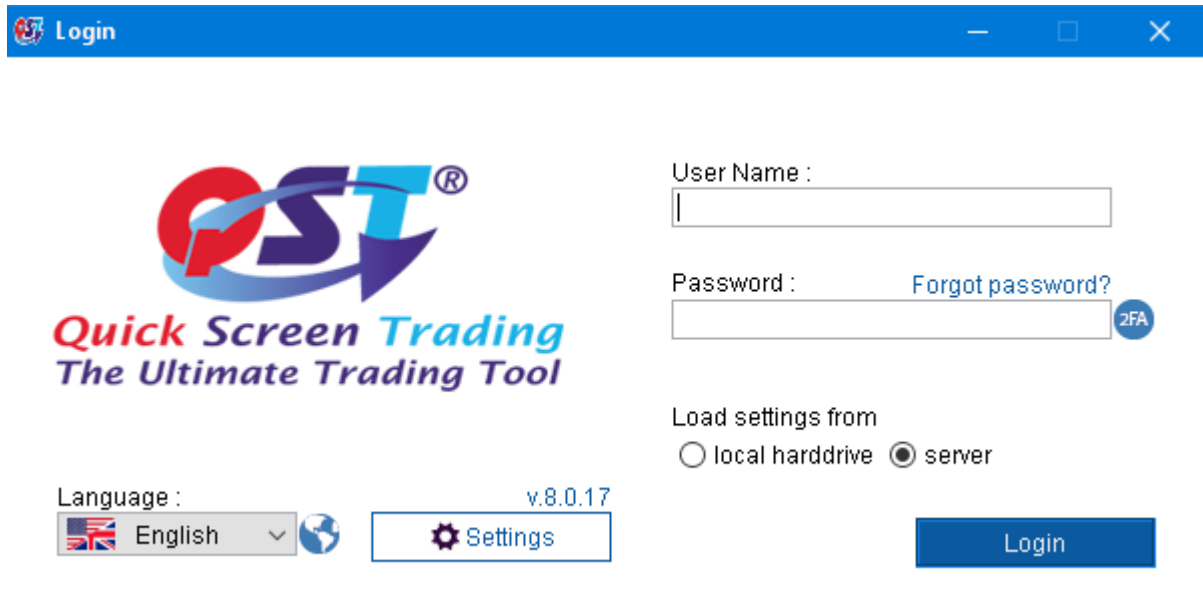 Login
QST®
Quick Screen Trading
The Ultimate Trading Tool
Language :
v.8.0.17
English
Settings
User Name :
Password :
Forgot password?
2FA
Load settings from
local harddrive
server
Login